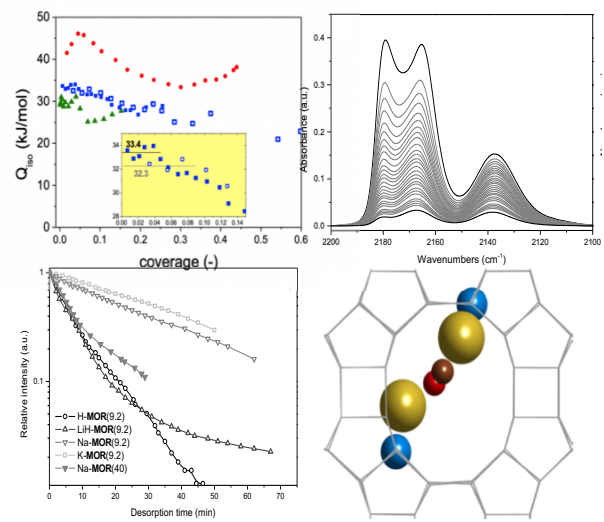 50
40
30
20
10
0
Q_iso (kJ/mol)
34
32
30
28
33.4
32.3
0.00 0.02 0.04 0.06 0.08 0.10 0.12 0.14
0.0 0.1 0.2 0.3 0.4 0.5 0.6
coverage (-)
0.4
0.3
0.2
0.1
0.0
Absorbance (a.u.)
2200 2180 2160 2140 2120 2100
Wavenumbers (cm⁻¹)
1
0.1
Relative intensity (a.u.)
H-MOR(9.2)
LiH-MOR(9.2)
Na-MOR(9.2)
K-MOR(9.2)
Na-MOR(40)
0 10 20 30 40 50 60 70
Desorption time (min)